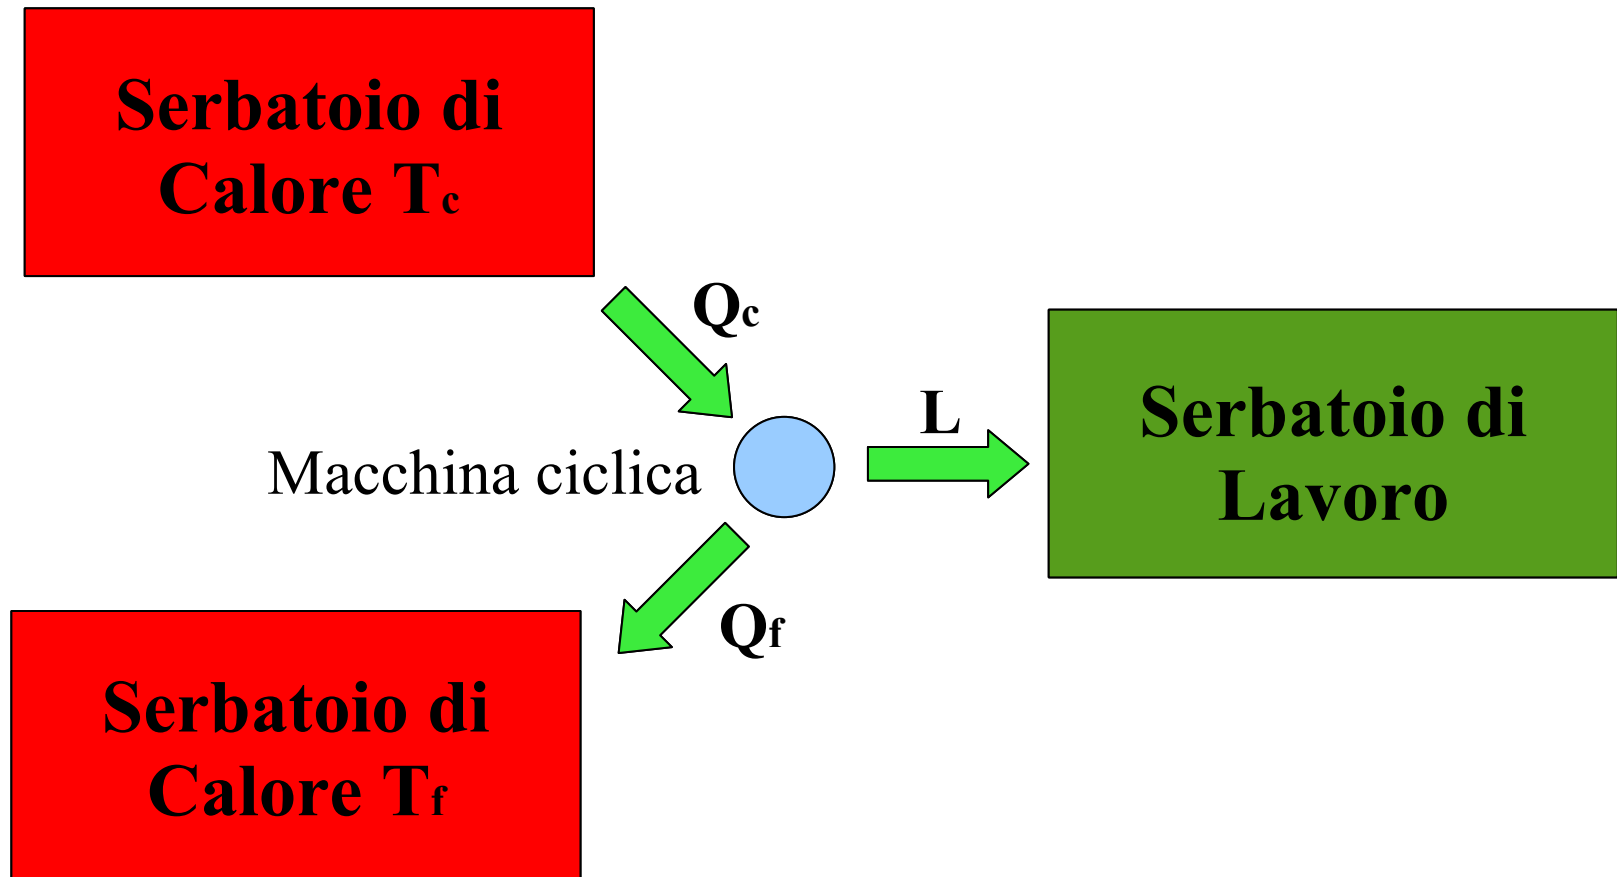 Serbatoio di
Calore Tc
Qc
L
Serbatoio di
Lavoro
Macchina ciclica
Qf
Serbatoio di
Calore Tf